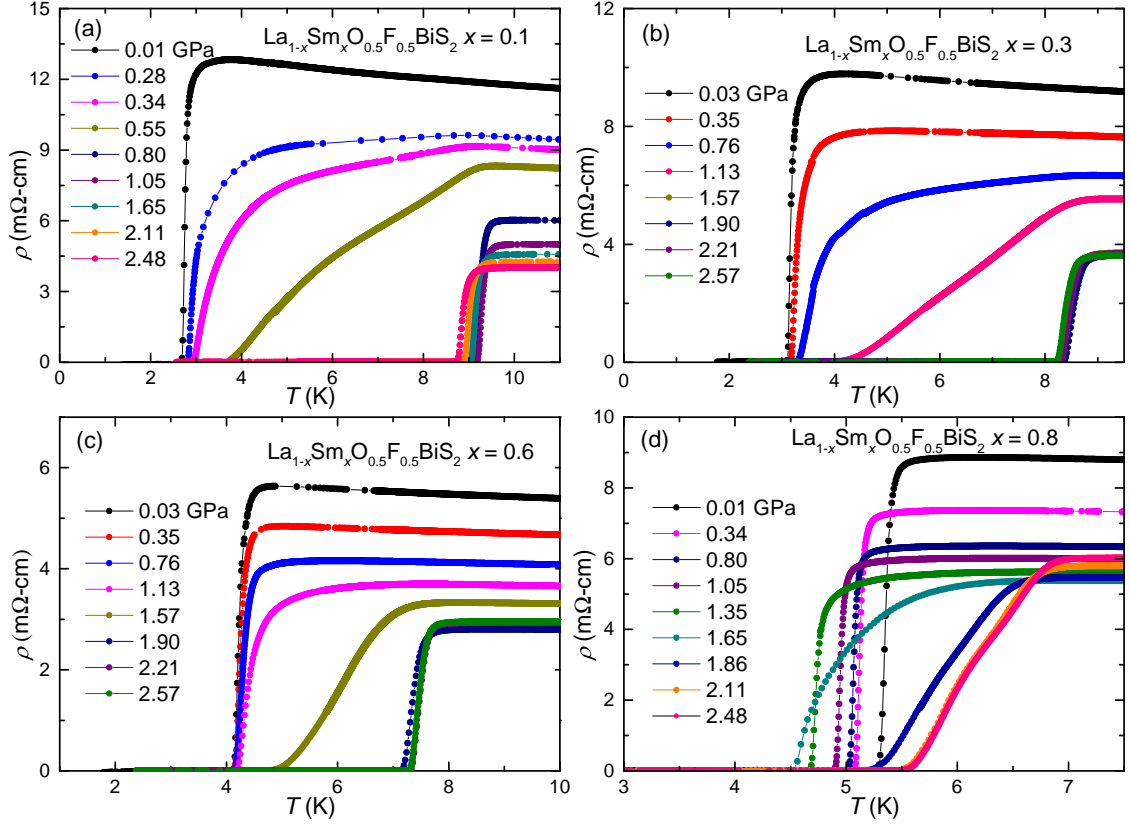 (a)
La1-xSmxO0.5F0.5BiS2 x = 0.1
0.01 GPa
0.28
0.34
0.55
0.80
1.05
1.65
2.11
2.48
ρ (mΩ-cm)
15
12
9
6
3
0
0 2 4 6 8 10
T (K)
(b)
La1-xSmxO0.5F0.5BiS2 x = 0.3
0.03 GPa
0.35
0.76
1.13
1.57
1.90
2.21
2.57
ρ (mΩ-cm)
12
8
4
0
0 2 4 6 8
T (K)
(c)
La1-xSmxO0.5F0.5BiS2 x = 0.6
0.03 GPa
0.35
0.76
1.13
1.57
1.90
2.21
2.57
ρ (mΩ-cm)
6
4
2
0
2 4 6 8 10
T (K)
(d)
La1-xSmxO0.5F0.5BiS2 x = 0.8
0.01 GPa
0.34
0.80
1.05
1.35
1.65
1.86
2.11
2.48
ρ (mΩ-cm)
10
8
6
4
2
0
3 4 5 6 7
T (K)